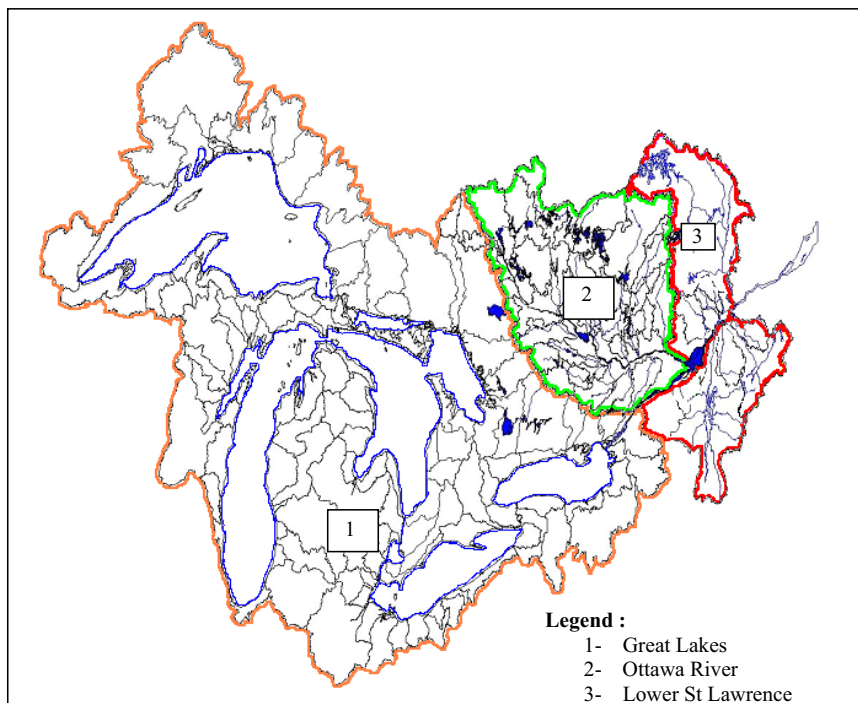 3
2
1
Legend :
1- Great Lakes
2- Ottawa River
3- Lower St Lawrence